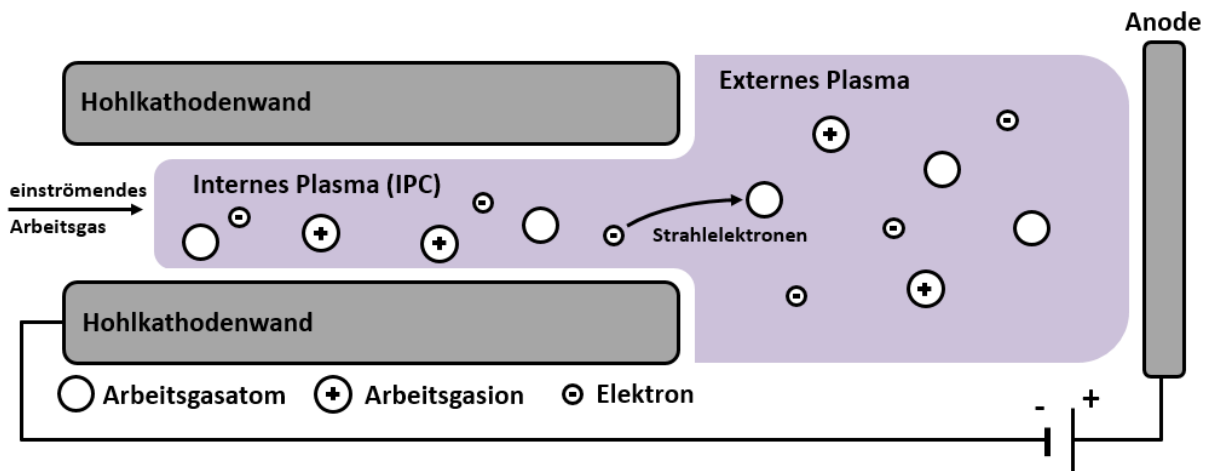 Anode
Hohlkathodenwand
Externes Plasma
einströmendes
Arbeitsgas
Internes Plasma (IPC)
Strahlelektronen
Hohlkathodenwand
Arbeitsgasatom
+ Arbeitsgasion
- Elektron
- +